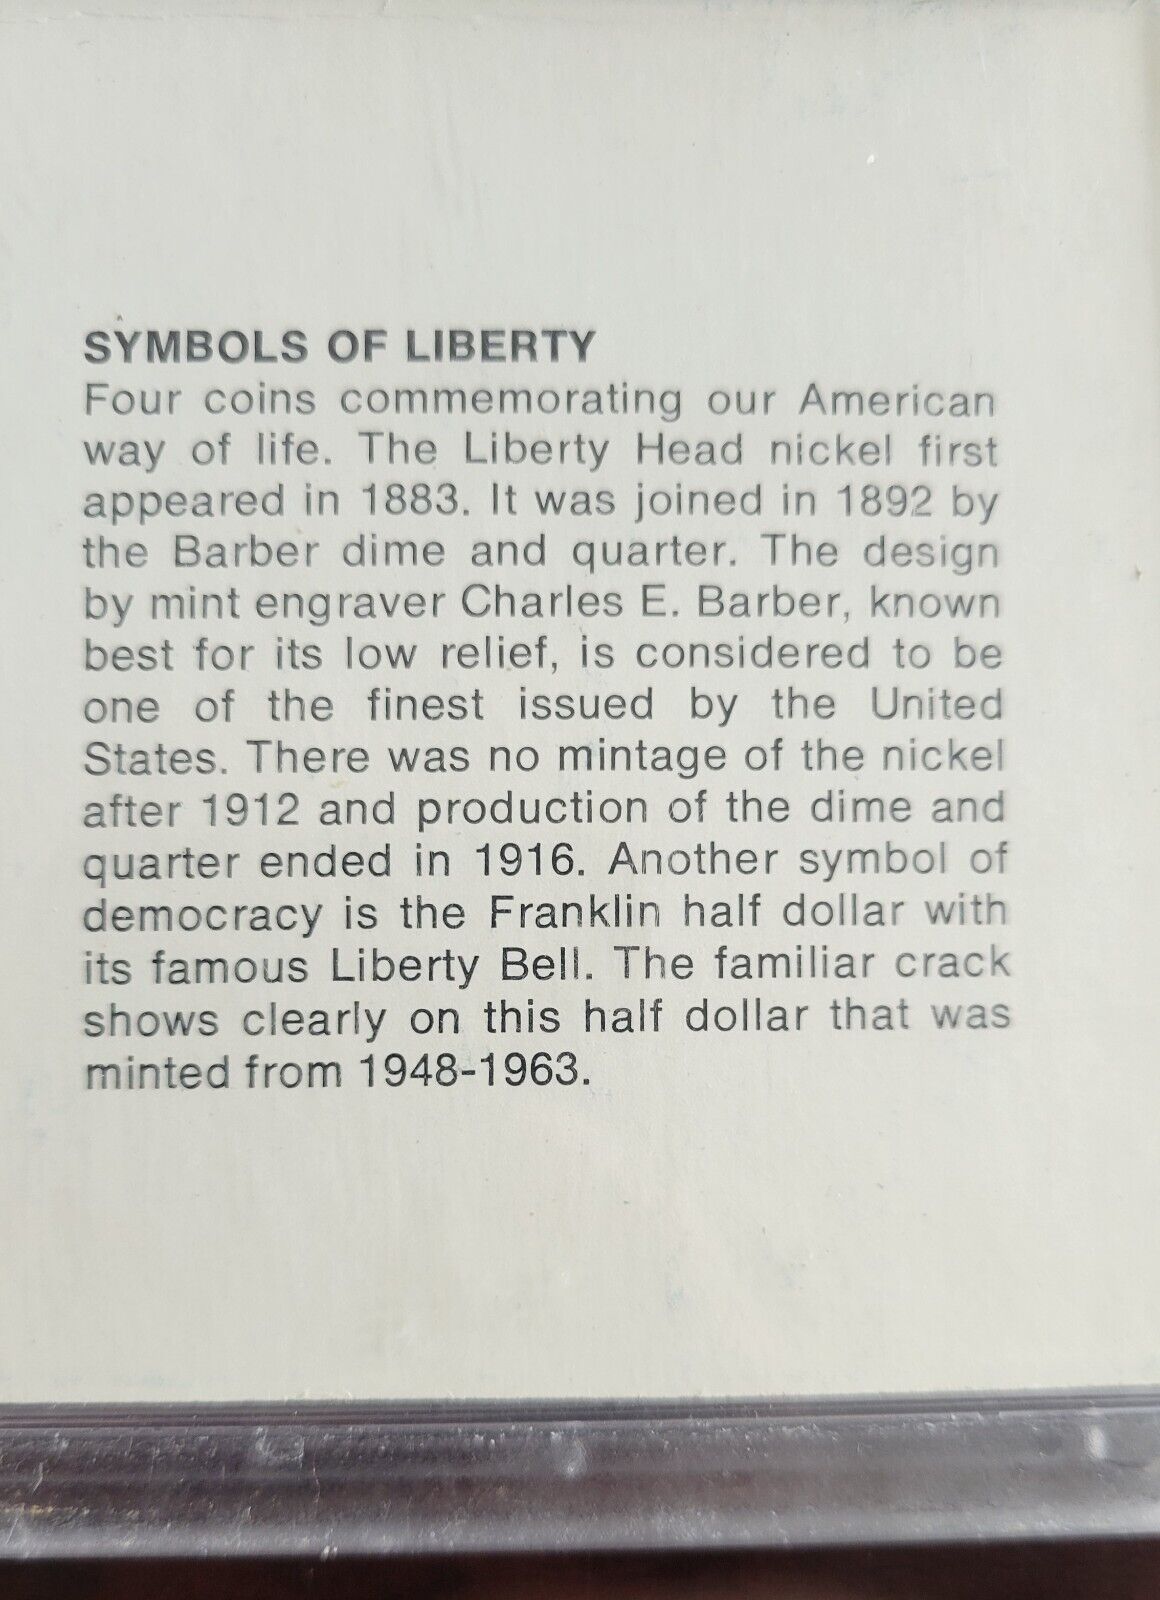 SYMBOLS OF LIBERTY
Four coins commemorating our American
way of life. The Liberty Head nickel first
appeared in 1883. It was joined in 1892 by
the Barber dime and quarter. The design
by mint engraver Charles E. Barber, known
best for its low relief, is considered to be
one of the finest issued by the United
States. There was no mintage of the nickel
after 1912 and production of the dime and
quarter ended in 1916. Another symbol of
democracy is the Franklin half dollar with
its famous Liberty Bell. The familiar crack
shows clearly on this half dollar that was
minted from 1948-1963.